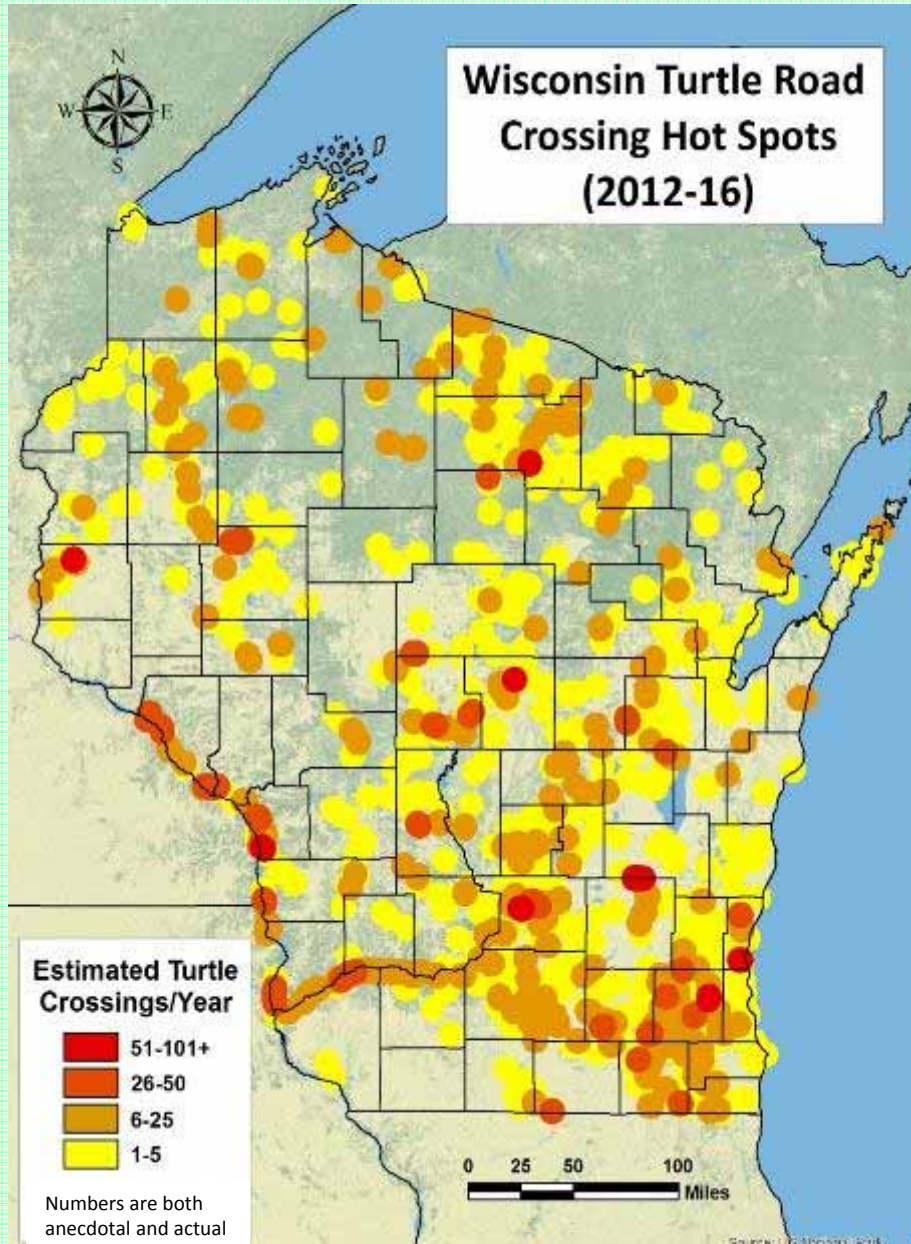 Wisconsin Turtle Road
Crossing Hot Spots
(2012-16)
N
W
E
S
Estimated Turtle
Crossings/Year
51-101+
26-50
6-25
1-5
Numbers are both
anecdotal and actual
0 25 50 100
Miles
Source: